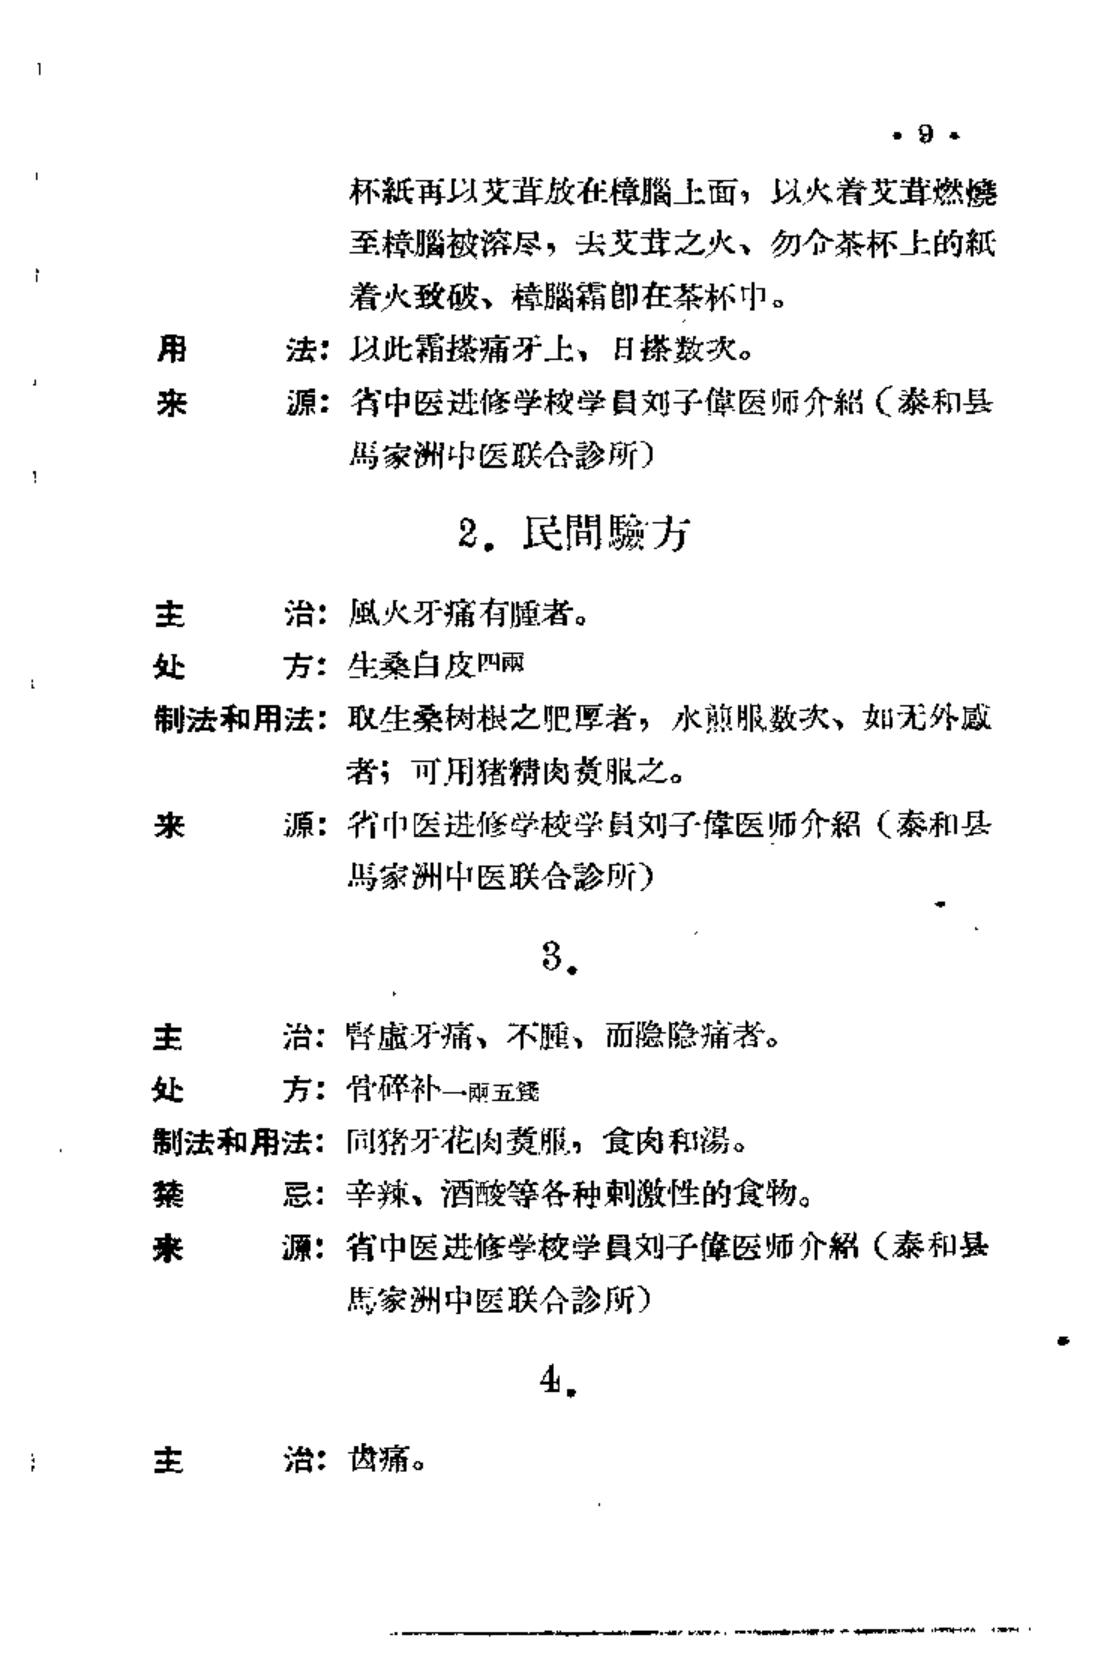 • 9 •
杯紙再以艾茸放在樟腦上面，以火着艾茸燃燒
至樟腦被溶尽，去艾茸之火、勿令茶杯上的紙
着火致破、樟腦霜卽在茶杯中。
用　　　法：以此霜搽痛牙上、日搽数次。
来　　　源：省中医进修学校学員刘子偉医师介紹（泰和县
馬家洲中医联合診所）
2．民間驗方
主　　　治：風火牙痛有腫者。
处　　　方：生桑白皮四兩
制法和用法：取生桑树根之肥厚者，水煎服数次、如无外感
者；可用猪精肉煑服之。
来　　　源：省中医进修学校学員刘子偉医师介紹（泰和县
馬家洲中医联合診所）
3．
主　　　治：腎虛牙痛、不腫、而隐隐痛者。
处　　　方：骨碎补一兩五錢
制法和用法：同猪牙花肉煑服，食肉和湯。
禁　　　忌：辛辣、酒酸等各种刺激性的食物。
来　　　源：省中医进修学校学員刘子偉医师介紹（泰和县
馬家洲中医联合診所）
4．
主　　　治：齿痛。